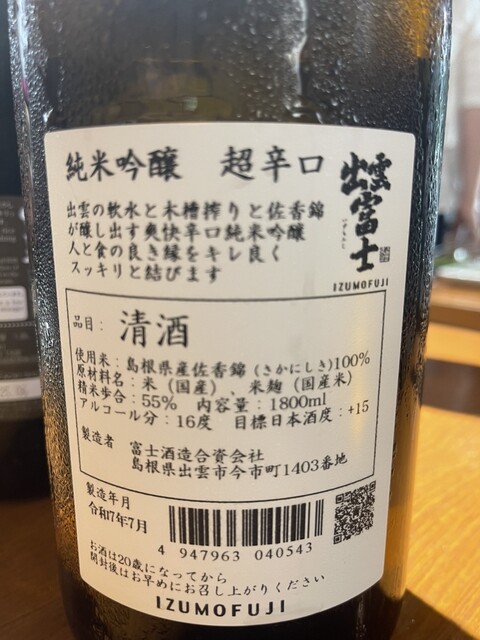 純米吟醸 超辛口
出雲富士
いずもふじ
IZUMOFUJI
出雲の軟水と木槽搾りと佐香錦
が醸し出す爽快辛口純米吟醸
人と食の良き縁をキレ良く
スッキリと結びます
品目： 清酒
使用米：島根県産佐香錦（さかにしき）100%
原材料名：米（国産）、米麹（国産米）
精米歩合：55% 内容量：1800ml
アルコール分：16度 目標日本酒度：+15
製造者 富士酒造合資会社
島根県出雲市今市町1403番地
製造年月
令和7年7月
4 947963 040543
お酒は20歳になってから
開封後はお早めにお召し上がりください
IZUMOFUJI